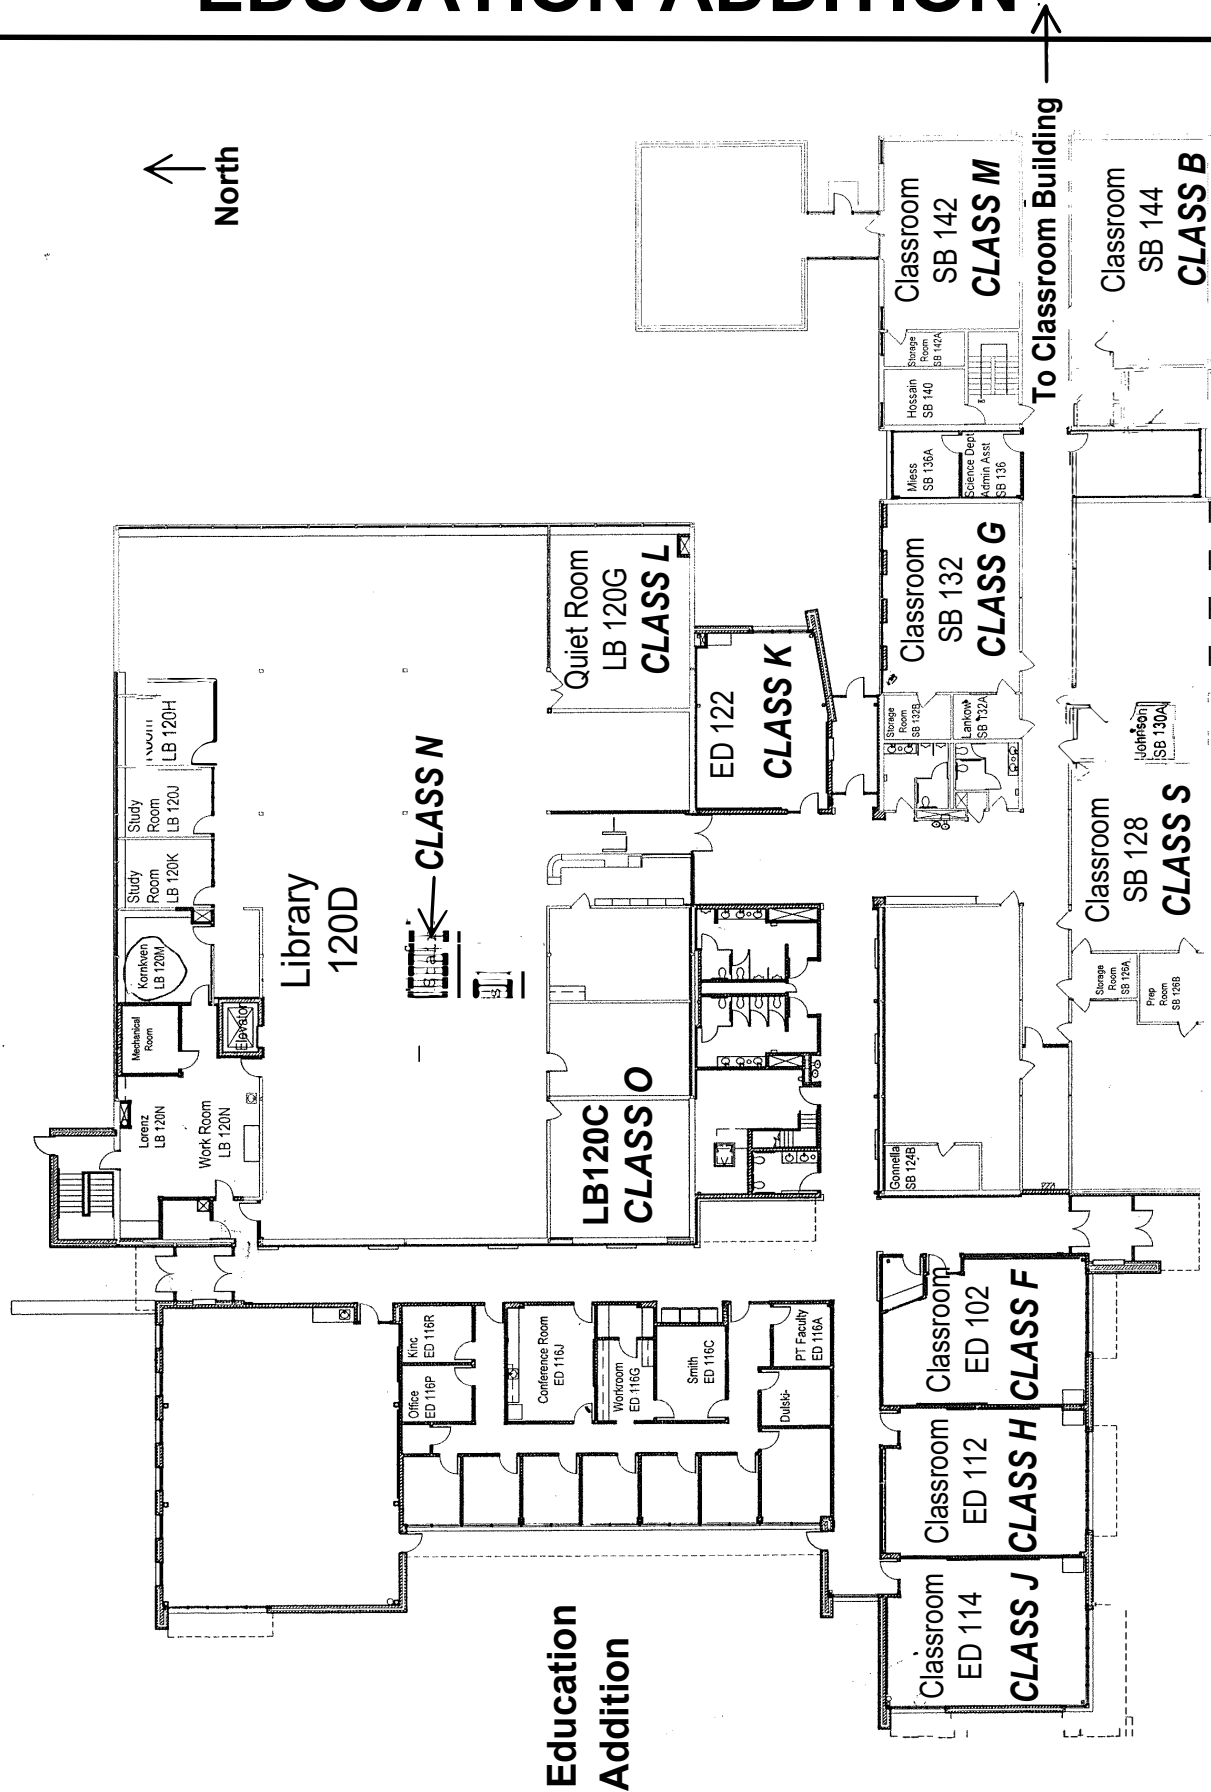 EDUCATION ADDITION
North
To Classroom Building
Classroom
SB 142
CLASS M
Classroom
SB 144
CLASS B
Storage
Room
SB 142A
Hossain
SB 140
Miess
SB 136A
Science Dept
Admin Asst
SB 136
Classroom
SB 132
CLASS G
Quiet Room
LB 120G
CLASS L
ED 122
CLASS K
Storage
Room
SB 132B
Lankow
SB 132A
Johnson
SB 130A
Room
LB 120H
Study
Room
LB 120J
Study
Room
LB 120K
CLASS N
Classroom
SB 128
CLASS S
Kornkven
LB 120M
Library
120D
Storage
Room
SB 126A
Prep
Room
SB 126B
Mechanical
Room
Elevator
Lorenz
LB 120N
Work Room
LB 120N
LB120C
CLASS O
Gonnella
SB 124B
Kinc
ED 116R
Office
ED 116P
Conference Room
ED 116J
Workroom
ED 116G
Smith
ED 116C
PT Faculty
ED 116A
Dulski-
Classroom
ED 102
CLASS F
Classroom
ED 112
CLASS H
Classroom
ED 114
CLASS J
Education
Addition